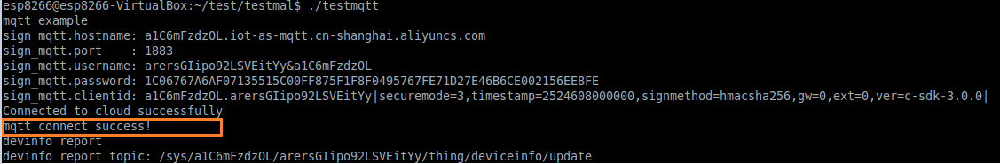 esp8266@esp8266-VirtualBox:~/test/testmal$ ./testmqtt
mqtt example
sign_mqtt.hostname: a1C6mFzdzOL.iot-as-mqtt.cn-shanghai.aliyuncs.com
sign_mqtt.port    : 1883
sign_mqtt.username: arersGIipo92LSVEitYy&a1C6mFzdzOL
sign_mqtt.password: 1C06767A6AF07135515C00FF875F1F8F0495767FE71D27E46B6CE002156EE8FE
sign_mqtt.clientid: a1C6mFzdzOL.arersGIipo92LSVEitYy|securemode=3,timestamp=2524608000000,signmethod=hmacsha256,gw=0,ext=0,ver=c-sdk-3.0.0|
Connected to cloud successfully
mqtt connect success!
devinfo report
devinfo report topic: /sys/a1C6mFzdzOL/arersGIipo92LSVEitYy/thing/deviceinfo/update